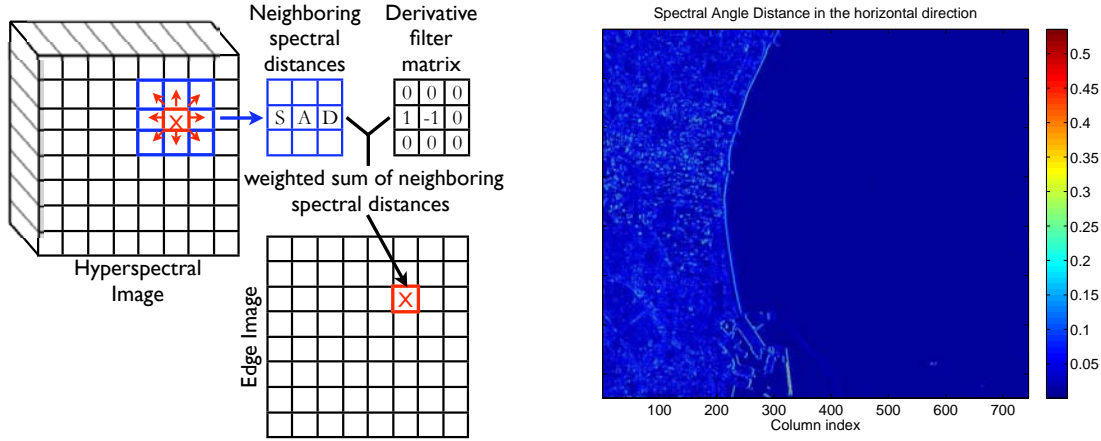 Neighboring
spectral
distances
Derivative
filter
matrix
X
S A D
0 0 0
1 -1 0
0 0 0
weighted sum of neighboring
spectral distances
Hyperspectral
Image
X
Edge Image
Spectral Angle Distance in the horizontal direction
0.5
0.45
0.4
0.35
0.3
0.25
0.2
0.15
0.1
0.05
100 200 300 400 500 600 700
Column index